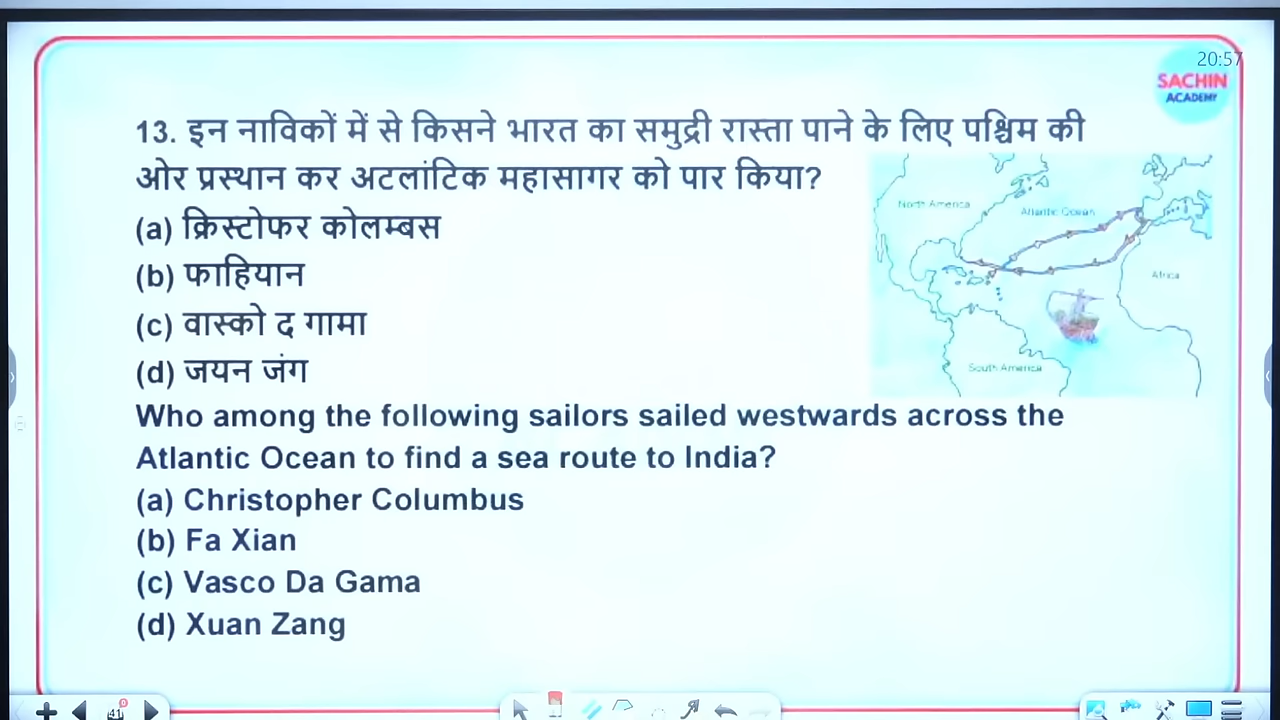 20:57
SACHIN
ACADEMY
13. इन नाविकों में से किसने भारत का समुद्री रास्ता पाने के लिए पश्चिम की
ओर प्रस्थान कर अटलांटिक महासागर को पार किया?
(a) क्रिस्टोफर कोलम्बस
(b) फाहियान
(c) वास्को द गामा
(d) जयन जंग
North America
Atlantic Ocean
Africa
South America
Who among the following sailors sailed westwards across the
Atlantic Ocean to find a sea route to India?
(a) Christopher Columbus
(b) Fa Xian
(c) Vasco Da Gama
(d) Xuan Zang
41